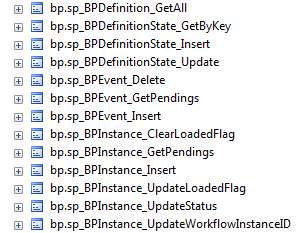 bp.sp_BPDefinition_GetAll
bp.sp_BPDefinitionState_GetByKey
bp.sp_BPDefinitionState_Insert
bp.sp_BPDefinitionState_Update
bp.sp_BPEvent_Delete
bp.sp_BPEvent_GetPendings
bp.sp_BPEvent_Insert
bp.sp_BPInstance_ClearLoadedFlag
bp.sp_BPInstance_GetPendings
bp.sp_BPInstance_Insert
bp.sp_BPInstance_UpdateLoadedFlag
bp.sp_BPInstance_UpdateStatus
bp.sp_BPInstance_UpdateWorkflowInstanceID